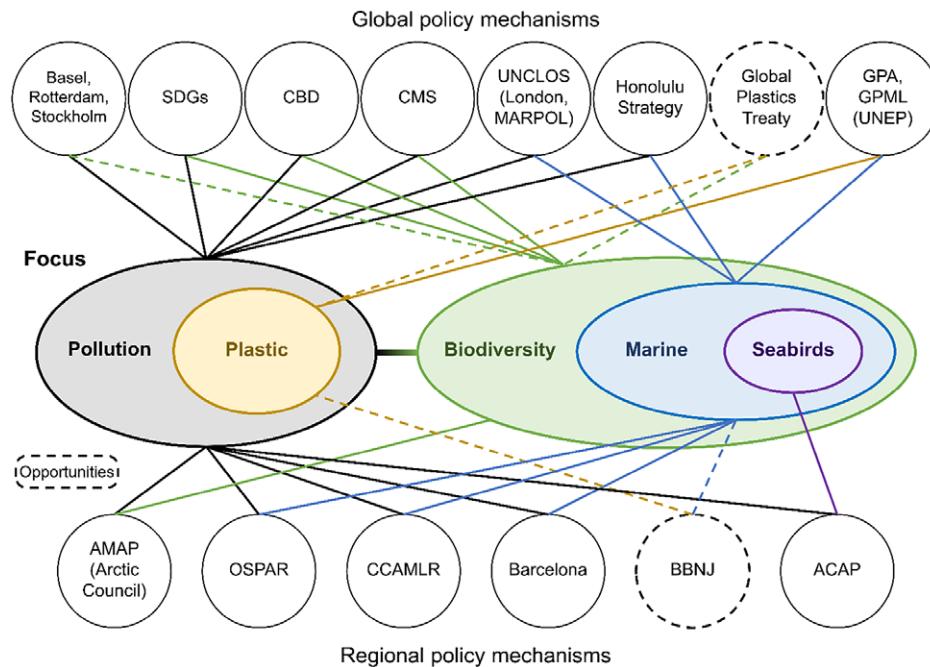 Global policy mechanisms
Basel,
Rotterdam,
Stockholm
SDGs
CBD
CMS
UNCLOS
(London,
MARPOL)
Honolulu
Strategy
Global
Plastics
Treaty
GPA,
GPML
(UNEP)
Focus
Pollution
Plastic
Biodiversity
Marine
Seabirds
Opportunities
AMAP
(Arctic
Council)
OSPAR
CCAMLR
Barcelona
BBNJ
ACAP
Regional policy mechanisms